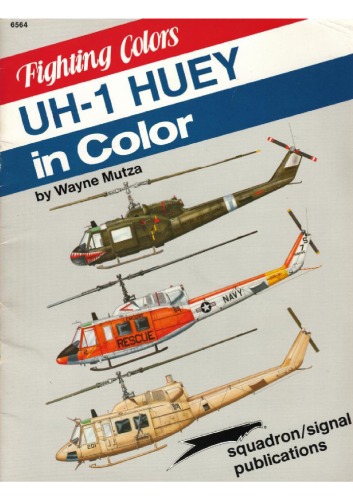 6564
Fighting Colors
UH-1 HUEY
in Color
by Wayne Mutza
NAVY
RESCUE
squadron/signal
publications